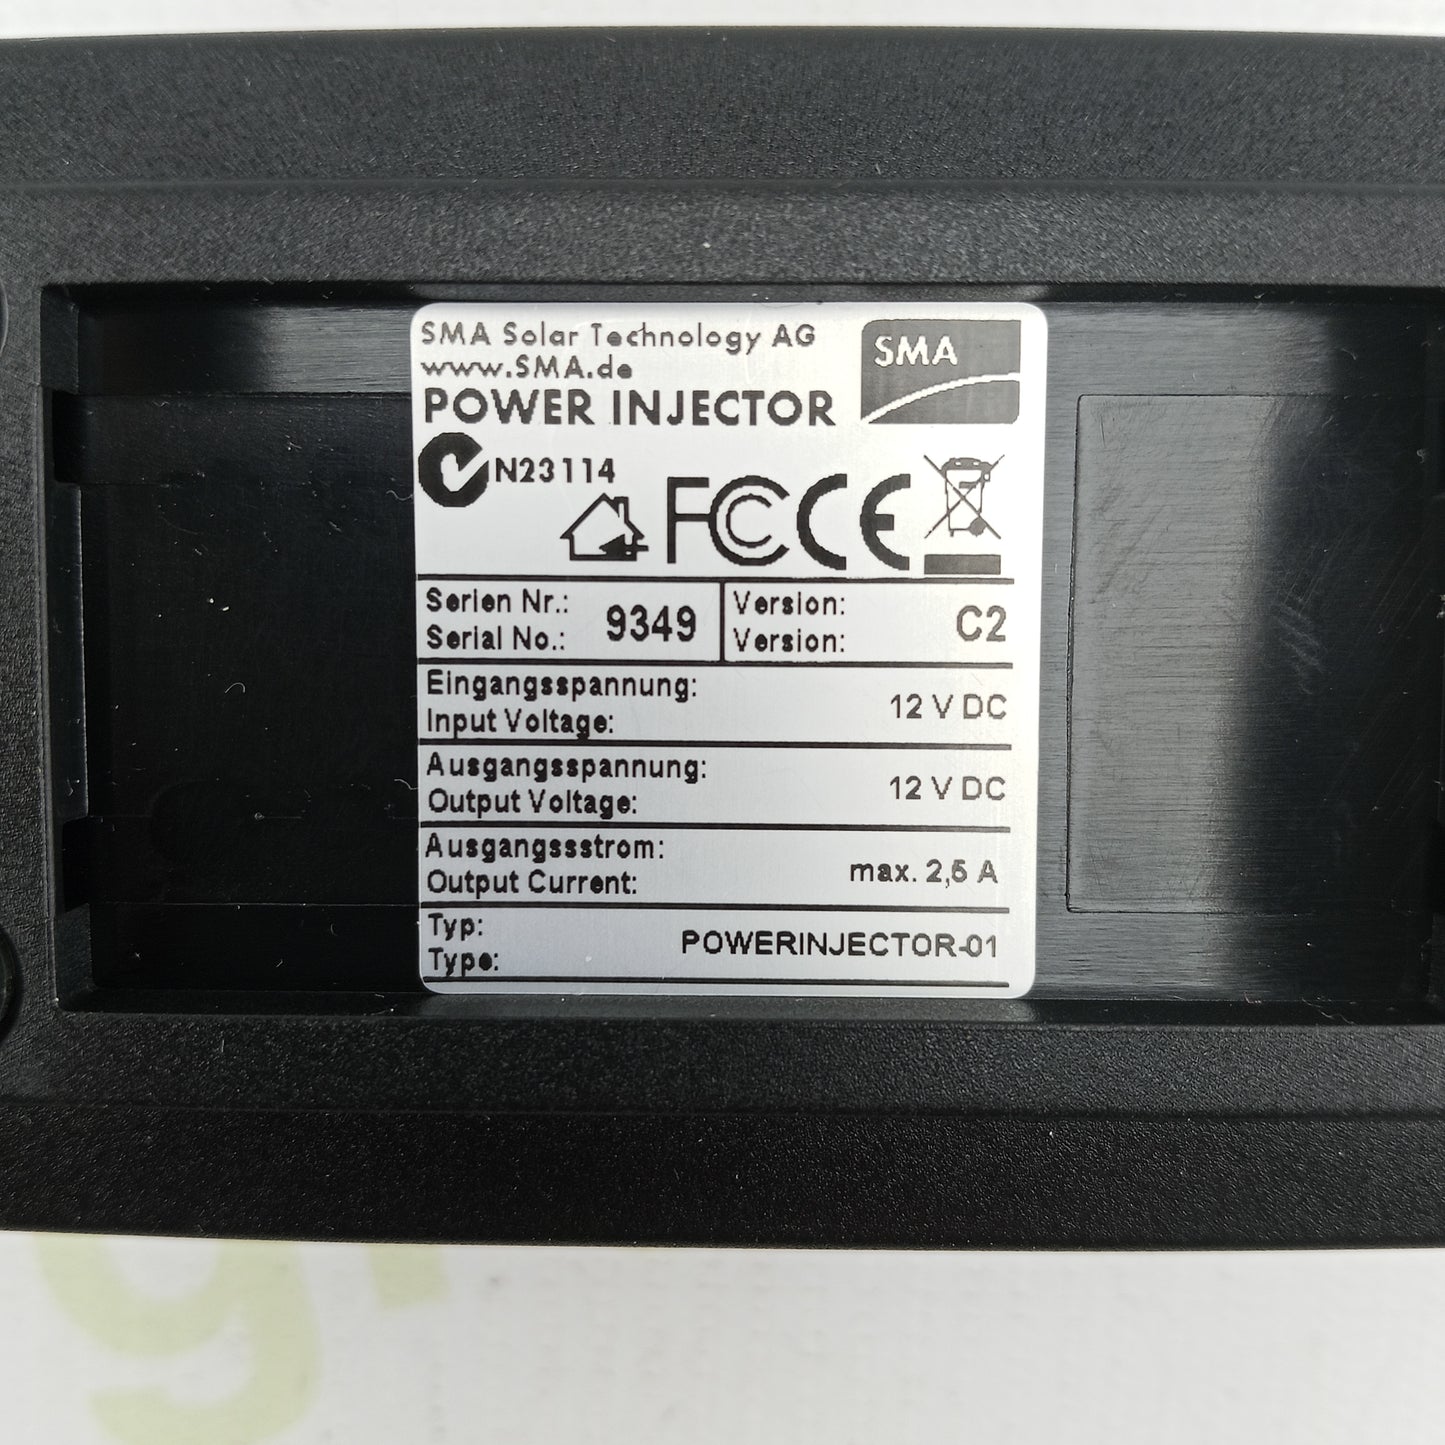 SMA Solar Technology AG
www.SMA.de
SMA
POWER INJECTOR
N23114
FC CE
Serien Nr.:
Serial No.:
9349
Version:
Version:
C2
Eingangsspannung:
Input Voltage:
12 V DC
Ausgangsspannung:
Output Voltage:
12 V DC
Ausgangssstrom:
Output Current:
max. 2,5 A
Typ:
Type:
POWERINJECTOR-01